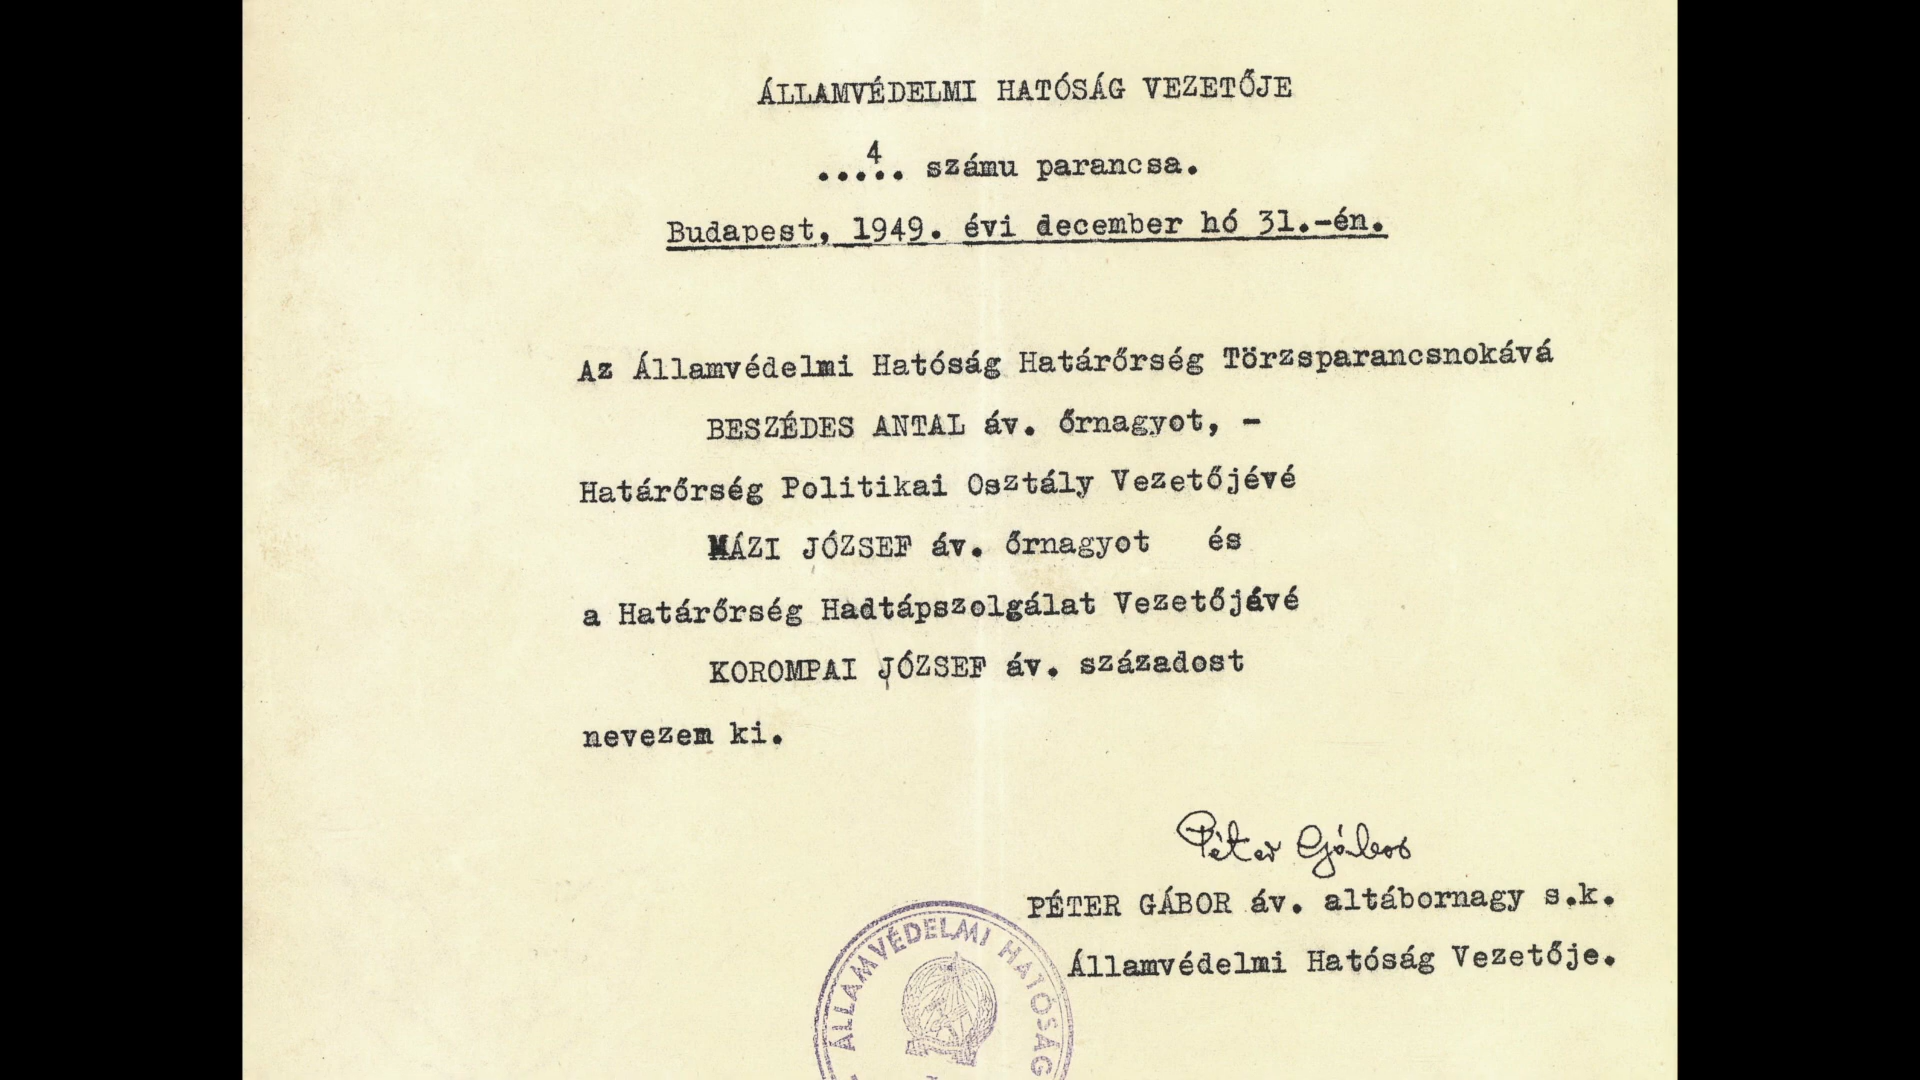 ÁLLAMVÉDELMI HATÓSÁG VEZETŐJE
..4.. számu parancsa.
Budapest, 1949. évi december hó 31.-én.
Az Államvédelmi Hatóság Határőrség Törzsparancsnokává
BESZÉDES ANTAL áv. őrnagyot, -
Határőrség Politikai Osztály Vezetőjévé
MÁZI JÓZSEF áv. őrnagyot és
a Határőrség Hadtápszolgálat Vezetőjévé
KOROMPAI JÓZSEF áv. századost
nevezem ki.
Péter Gábor
PÉTER GÁBOR áv. altábornagy s.k.
Államvédelmi Hatóság Vezetője.
ÁLLAMVÉDELMI HATÓSÁG